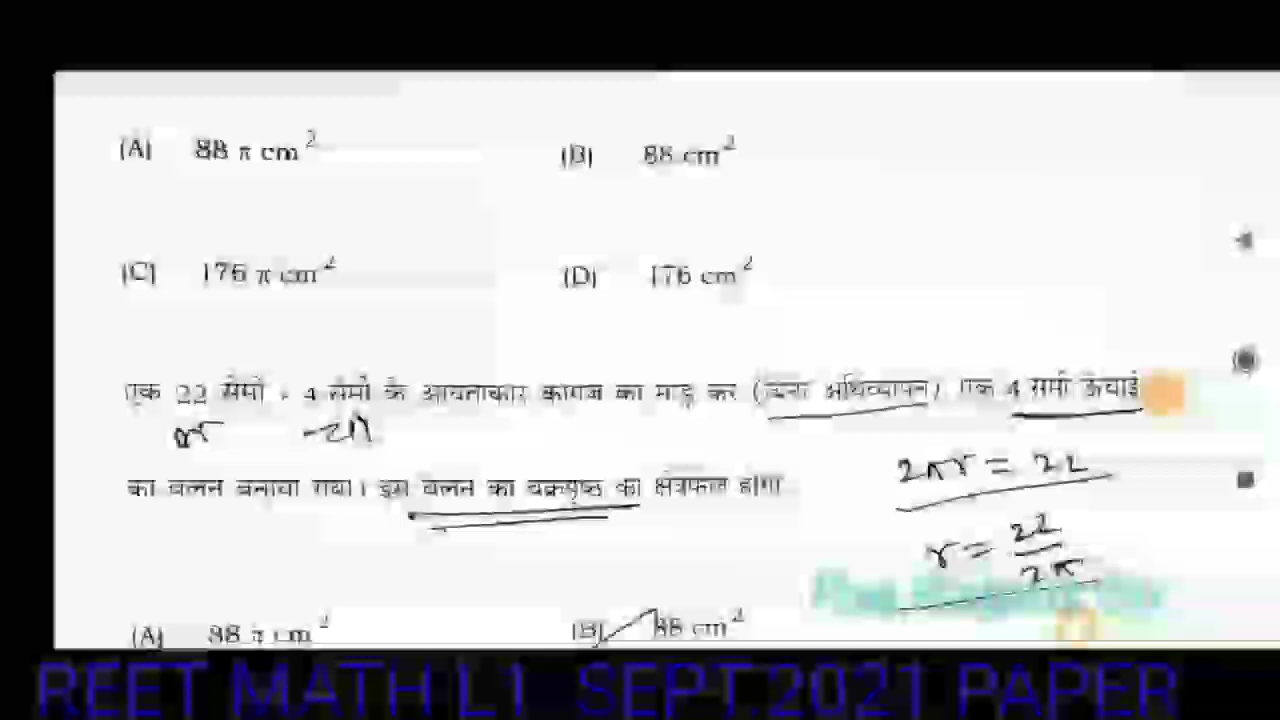 (A) 88 π cm² (B) 88 cm²
(C) 176 π cm² (D) 176 cm²
एक 22 सेमी × 4 सेमी के आयताकार कागज को मोड़ कर (बिना अधिव्यापन) एक 4 सेमी ऊँचाई
का बेलन बनाया गया। इस बेलन का वक्रपृष्ठ का क्षेत्रफल होगा
2πr = 22
r = 22/2π
(A) 88 π cm² (B) 88 cm²
REET MATH L1 SEPT.2021 PAPER